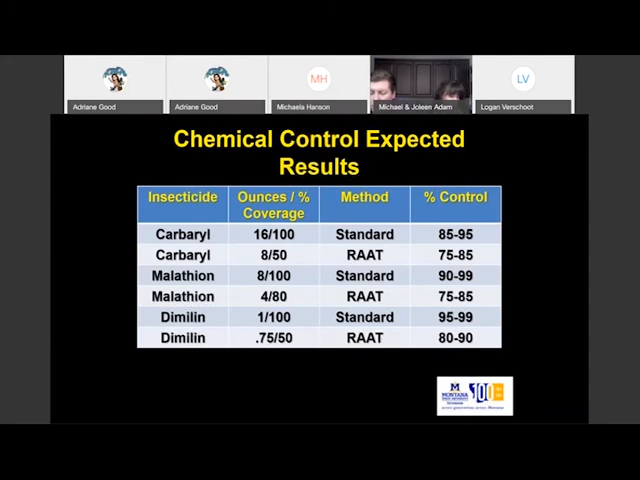 MH
LV
Adriane Good
Adriane Good
Michaela Hanson
Michael & Joleen Adam
Logan Verschoot
Chemical Control Expected
Results
Insecticide
Ounces / %
Coverage
Method
% Control
Carbaryl 16/100 Standard 85-95
Carbaryl 8/50 RAAT 75-85
Malathion 8/100 Standard 90-99
Malathion 4/80 RAAT 75-85
Dimilin 1/100 Standard 95-99
Dimilin .75/50 RAAT 80-90
M
MONTANA
100